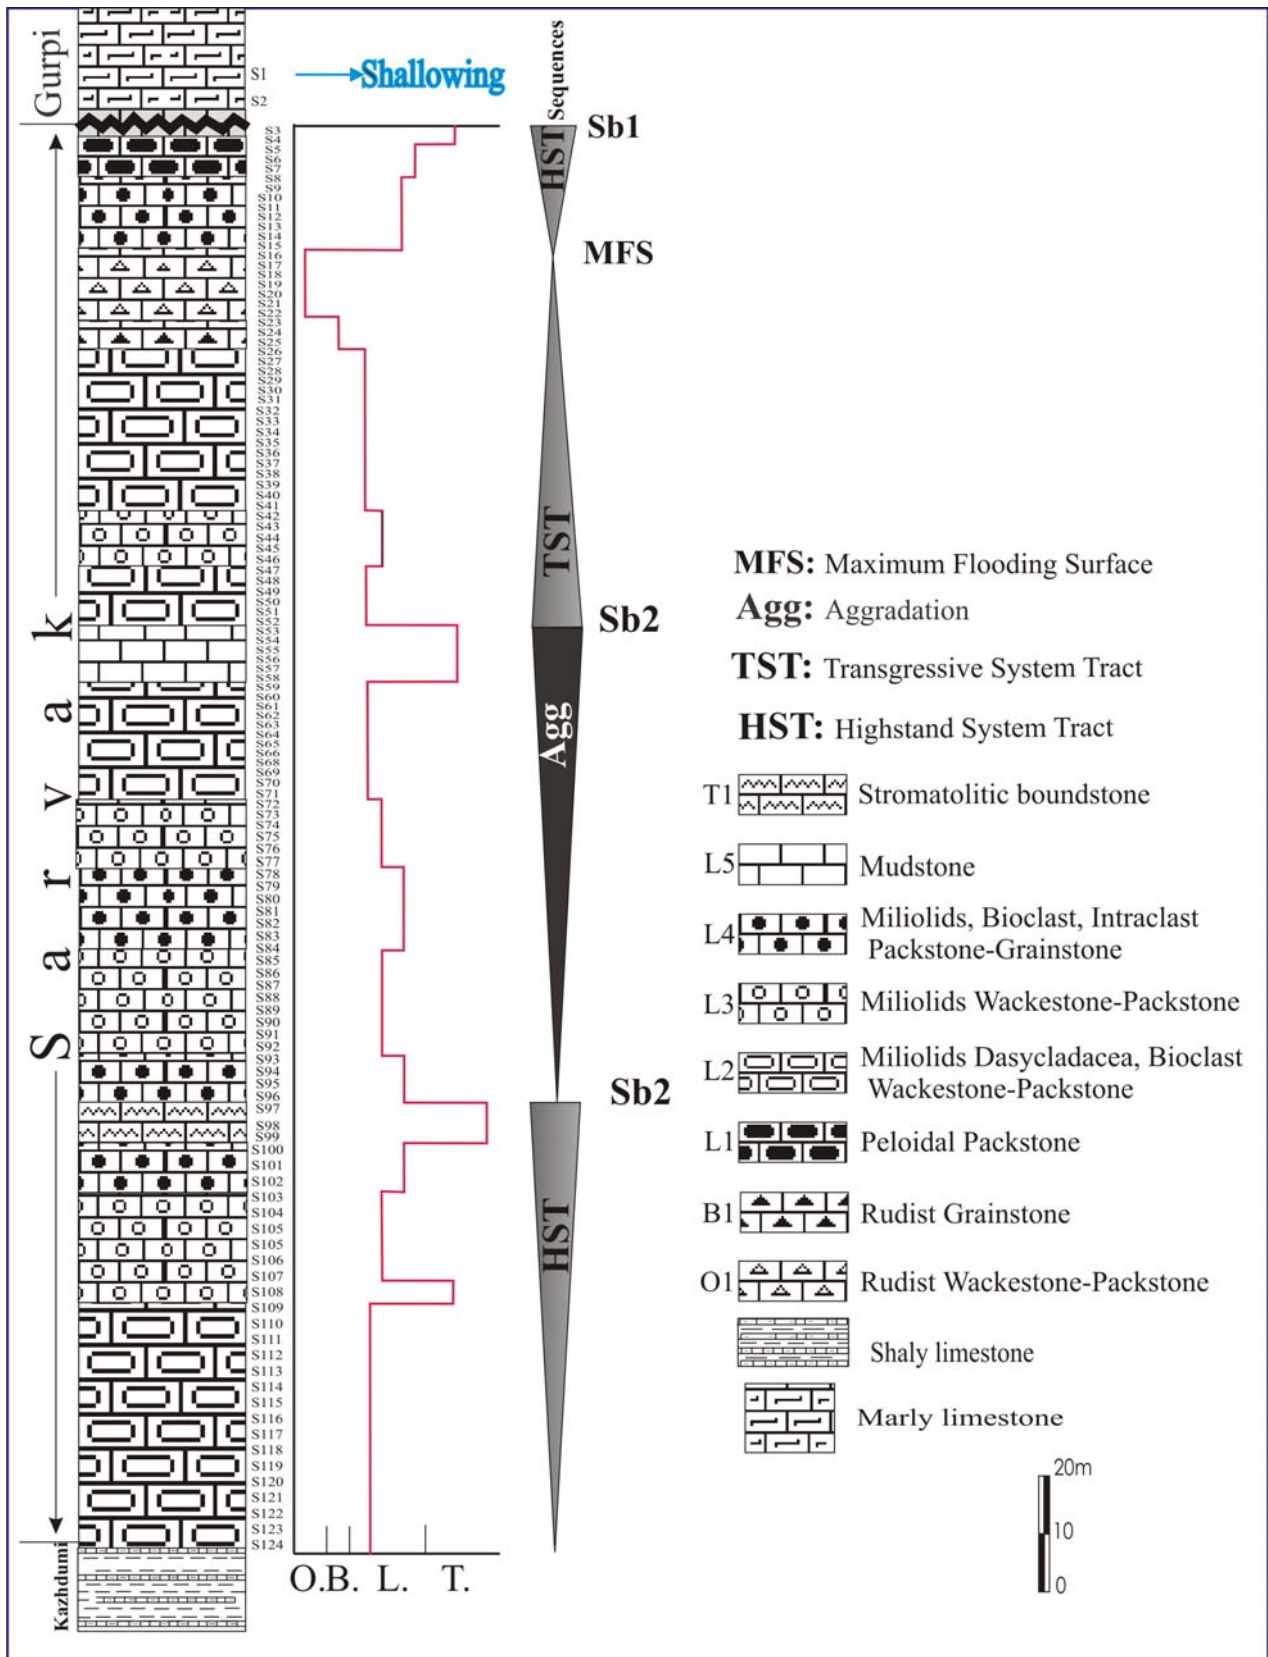 Gurpi
Sarvak
Kazhdumi
S1
S2
S3
S4
S5
S6
S7
S8
S9
S10
S11
S12
S13
S14
S15
S16
S17
S18
S19
S20
S21
S22
S23
S24
S25
S26
S27
S28
S29
S30
S31
S32
S33
S34
S35
S36
S37
S38
S39
S40
S41
S42
S43
S44
S45
S46
S47
S48
S49
S50
S51
S52
S53
S54
S55
S56
S57
S58
S59
S60
S61
S62
S63
S64
S65
S66
S68
S69
S70
S71
S72
S73
S74
S75
S76
S77
S78
S79
S80
S81
S82
S83
S84
S85
S86
S87
S88
S89
S90
S91
S92
S93
S94
S95
S96
S97
S98
S99
S100
S101
S102
S103
S104
S105
S105
S106
S107
S108
S109
S110
S111
S112
S113
S114
S115
S116
S117
S118
S119
S120
S121
S122
S123
S124
Shallowing
O. B. L. T.
Sequences
HST
Sb1
MFS
TST
Sb2
Agg
Sb2
HST
MFS: Maximum Flooding Surface
Agg: Aggradation
TST: Transgressive System Tract
HST: Highstand System Tract
T1 Stromatolitic boundstone
L5 Mudstone
L4 Miliolids, Bioclast, Intraclast
Packstone-Grainstone
L3 Miliolids Wackestone-Packstone
L2 Miliolids Dasycladacea, Bioclast
Wackestone-Packstone
L1 Peloidal Packstone
B1 Rudist Grainstone
O1 Rudist Wackestone-Packstone
Shaly limestone
Marly limestone
20m
10
0